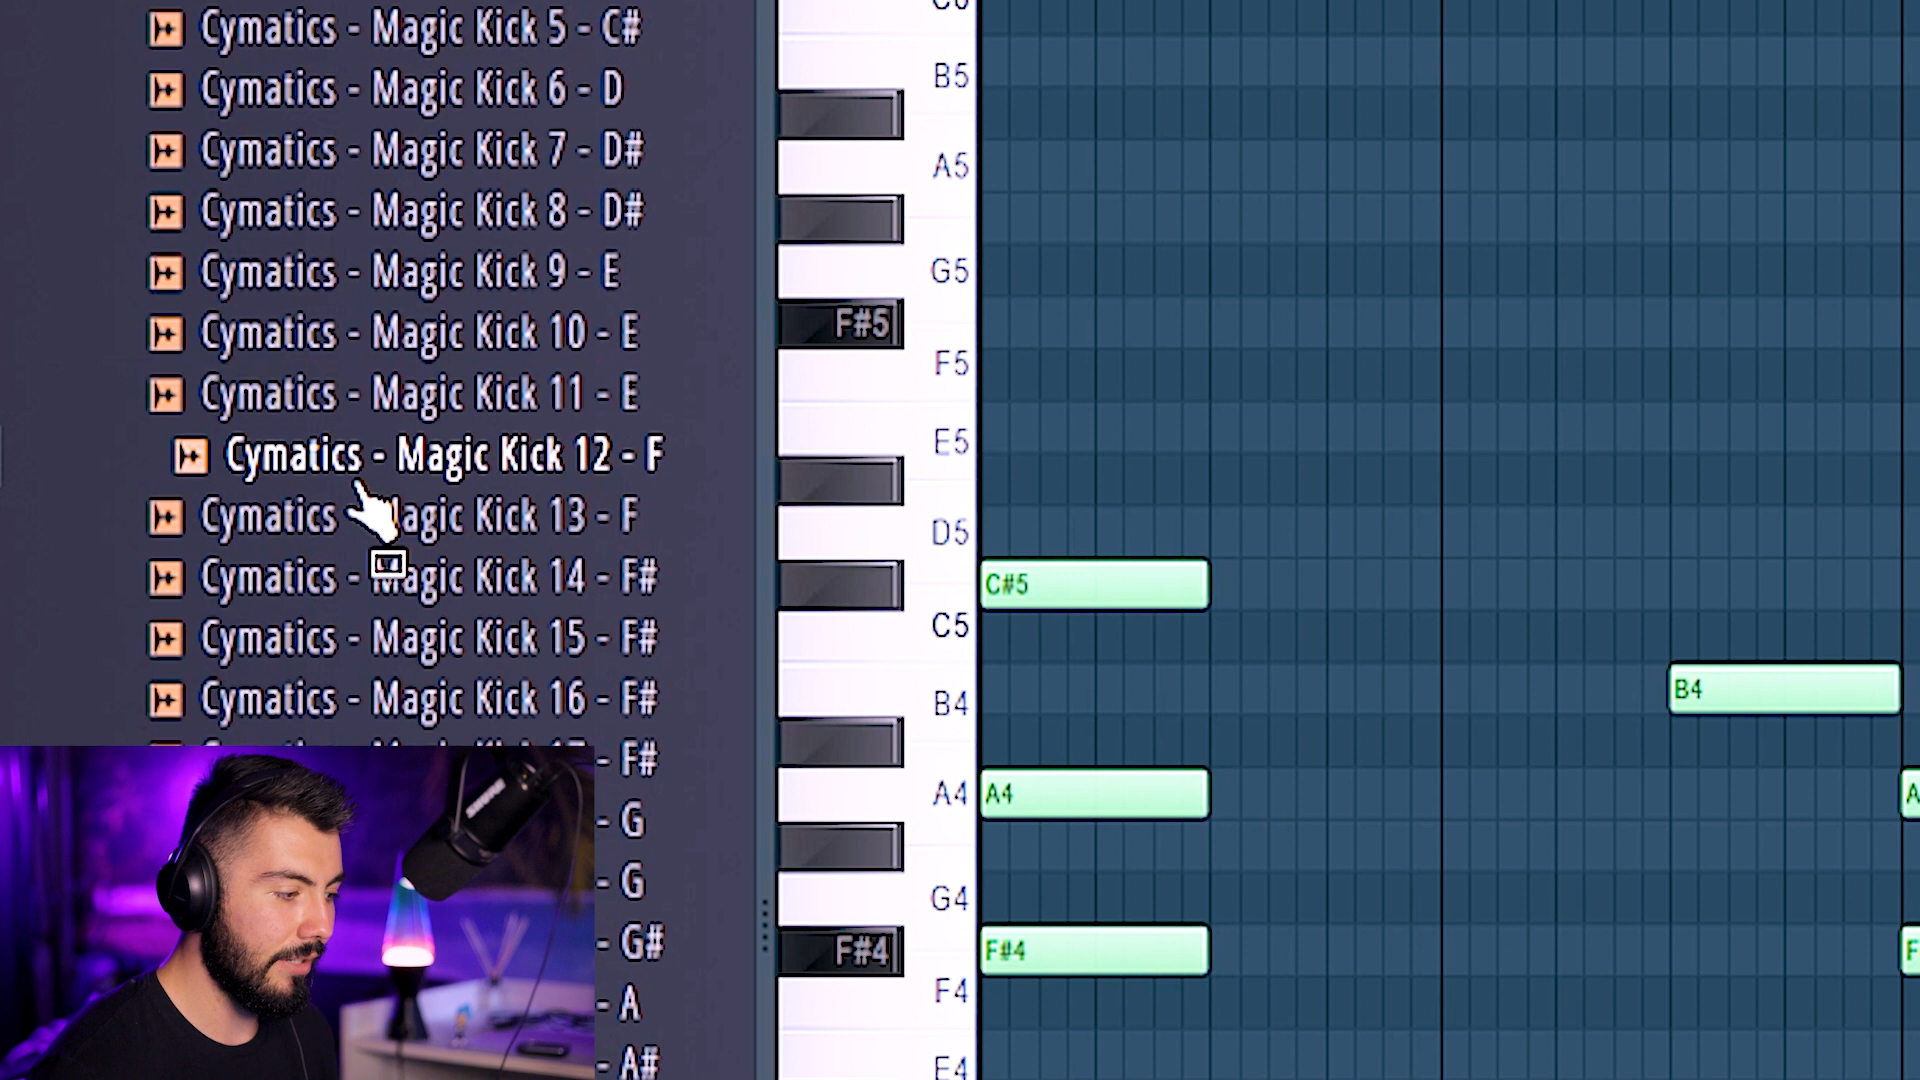 Cymatics - Magic Kick 5 - C#
Cymatics - Magic Kick 6 - D
Cymatics - Magic Kick 7 - D#
Cymatics - Magic Kick 8 - D#
Cymatics - Magic Kick 9 - E
Cymatics - Magic Kick 10 - E
Cymatics - Magic Kick 11 - E
Cymatics - Magic Kick 12 - F
Cymatics - Magic Kick 13 - F
Cymatics - Magic Kick 14 - F#
Cymatics - Magic Kick 15 - F#
Cymatics - Magic Kick 16 - F#
- F#
- G
- G
- G#
- A
- A#
SHURE
B5
A5
G5
F#5
F5
E5
D5
C5
B4
A4
G4
F#4
F4
E4
C#5
B4
A4
A
F#4
F